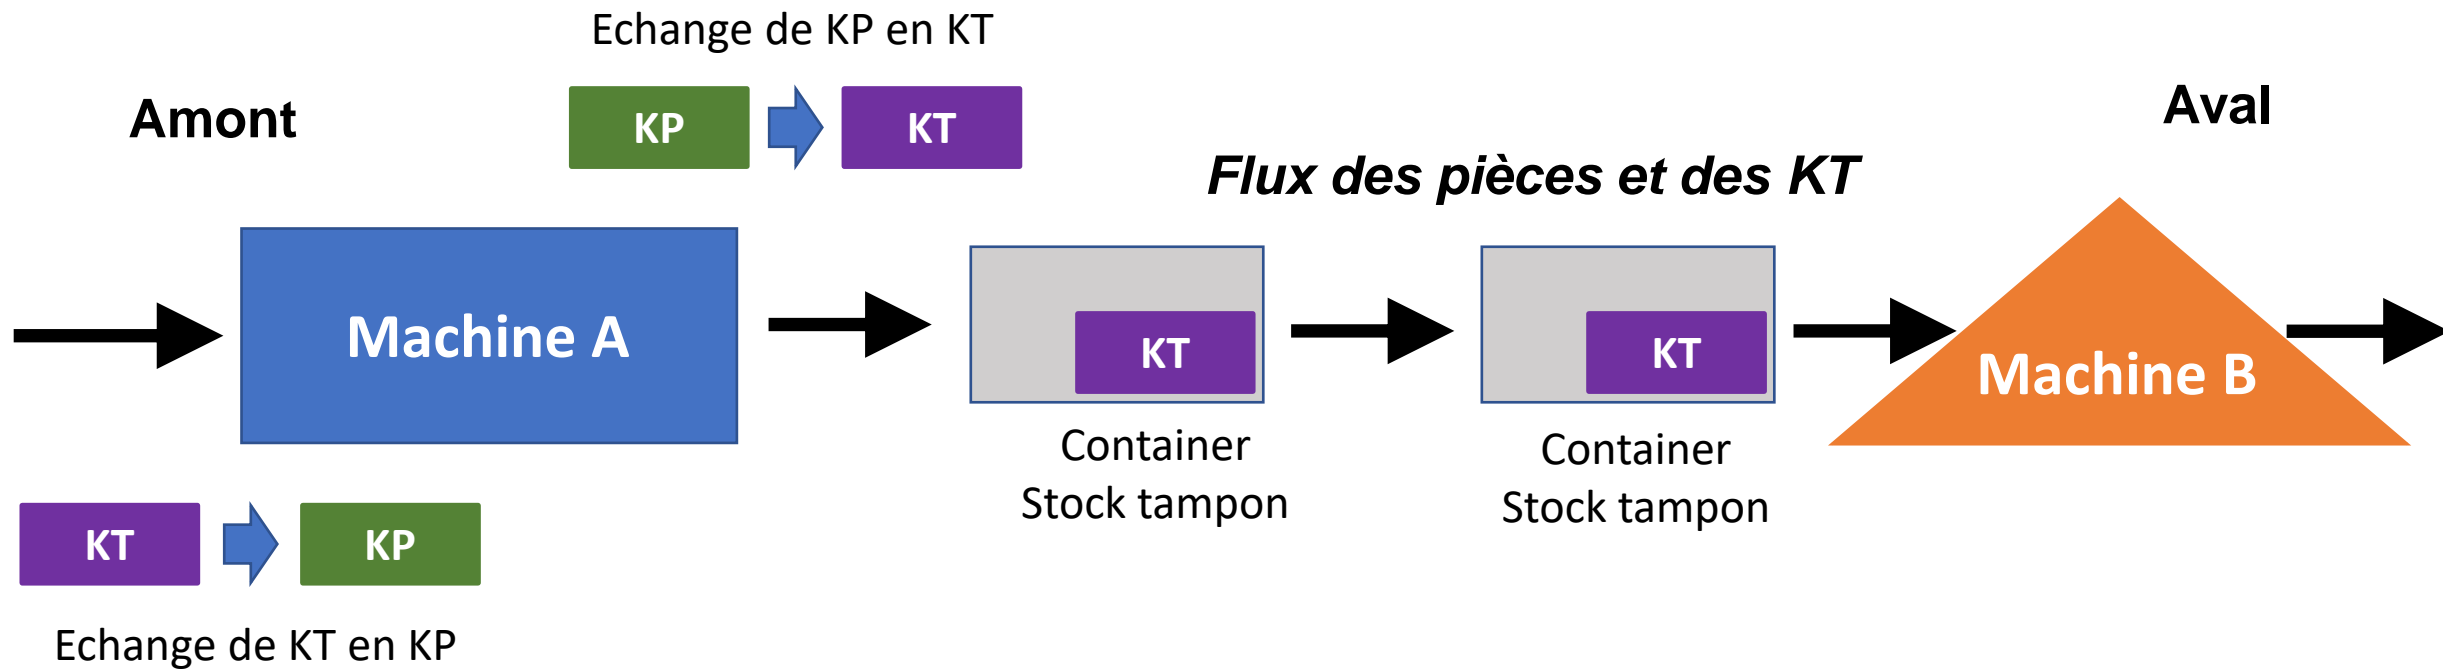 Echange de KP en KT
Amont
KP
KT
Aval
Flux des pièces et des KT
Machine A
KT
KT
Machine B
Container
Stock tampon
Container
Stock tampon
KT
KP
Echange de KT en KP